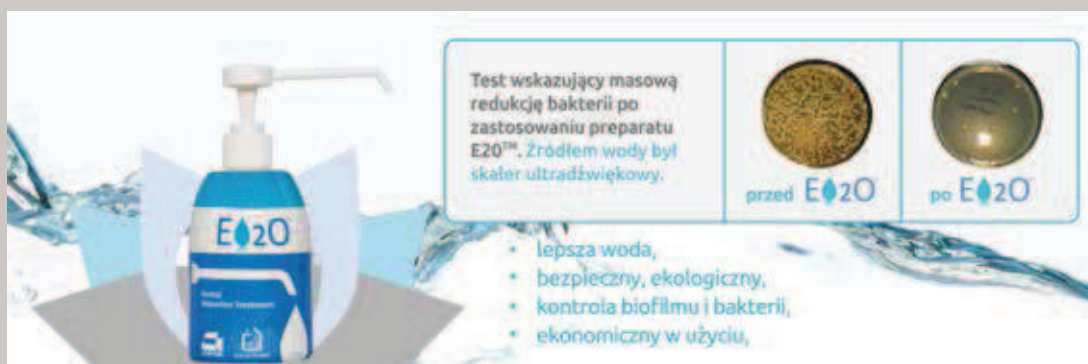 Test wskazujący masową
redukcję bakterii po
zastosowaniu preparatu
E20™. Źródłem wody był
skaler ultradźwiękowy.
przed E2O
po E2O
E2O
• lepsza woda,
• bezpieczny, ekologiczny,
• kontrola biofilmu i bakterii,
• ekonomiczny w użyciu,